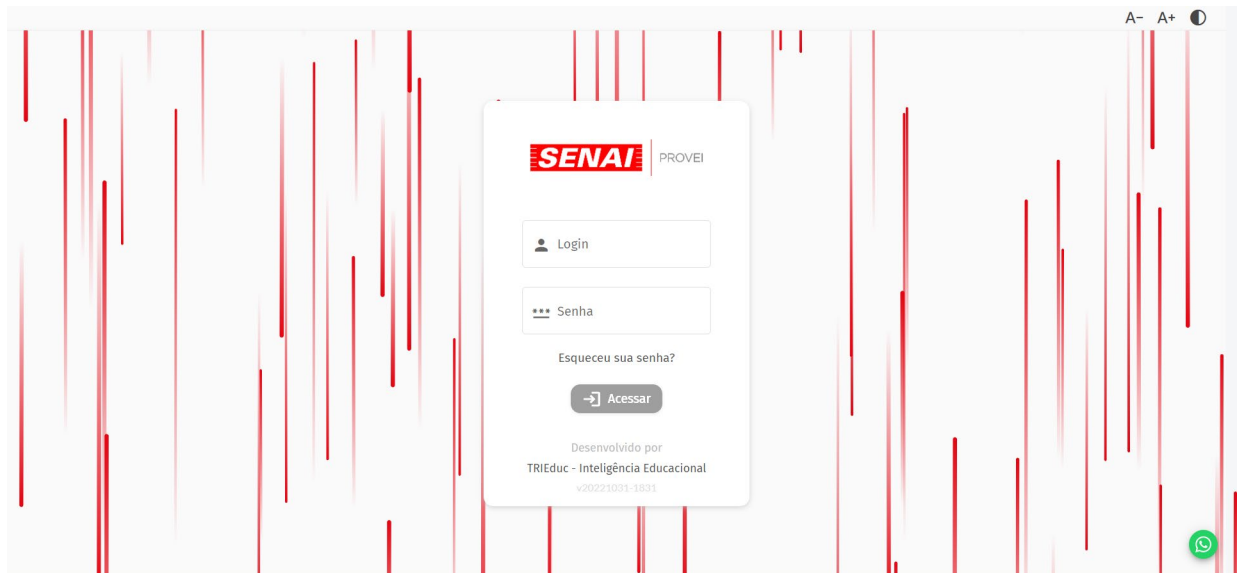 A- A+
SENAI PROVEI
Login
Senha
Esqueceu sua senha?
Acessar
Desenvolvido por
TRIEduc - Inteligência Educacional
v20221031-1831